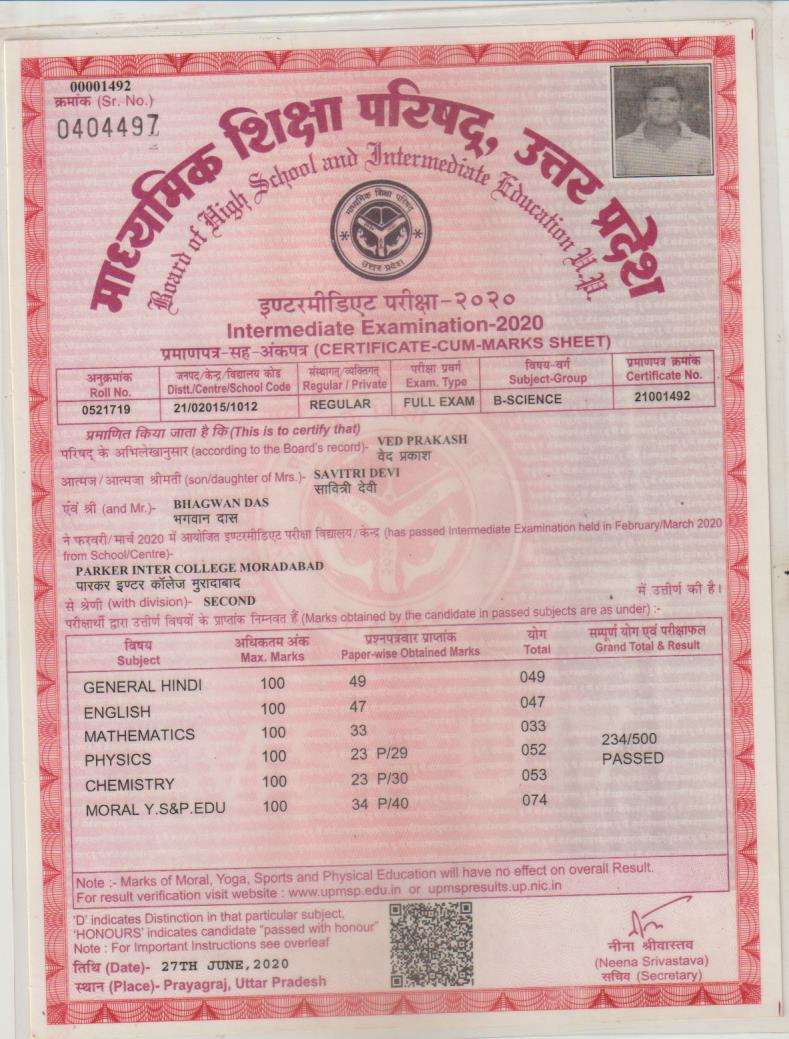 00001492
क्रमांक (Sr. No.)
0404497
माध्यमिक शिक्षा परिषद्, उत्तर प्रदेश
Board of High School and Intermediate Education U.P.
माध्यमिक शिक्षा परिषद्
उत्तर प्रदेश
इण्टरमीडिएट परीक्षा-२०२०
Intermediate Examination-2020
प्रमाणपत्र-सह-अंकपत्र (CERTIFICATE-CUM-MARKS SHEET)
अनुक्रमांक जनपद/केन्द्र/विद्यालय कोड संस्थागत/व्यक्तिगत् परीक्षा प्रवर्ग विषय-वर्ग प्रमाणपत्र क्रमांक
Roll No. Distt./Centre/School Code Regular / Private Exam. Type Subject-Group Certificate No.
0521719 21/02015/1012 REGULAR FULL EXAM B-SCIENCE 21001492
प्रमाणित किया जाता है कि (This is to certify that)
परिषद् के अभिलेखानुसार (according to the Board's record)- VED PRAKASH
वेद प्रकाश
आत्मज/आत्मजा श्रीमती (son/daughter of Mrs.)- SAVITRI DEVI
सावित्री देवी
एंवं श्री (and Mr.)- BHAGWAN DAS
भगवान दास
ने फरवरी/मार्च 2020 में आयोजित इण्टरमीडिएट परीक्षा विद्यालय/केन्द्र (has passed Intermediate Examination held in February/March 2020
from School/Centre)-
PARKER INTER COLLEGE MORADABAD
पारकर इण्टर कॉलेज मुरादाबाद
में उत्तीर्ण की है।
से श्रेणी (with division)- SECOND
परीक्षार्थी द्वारा उत्तीर्ण विषयों के प्राप्तांक निम्नवत हैं (Marks obtained by the candidate in passed subjects are as under) :-
विषय अधिकतम अंक प्रश्नपत्रवार प्राप्तांक योग सम्पूर्ण योग एवं परीक्षाफल
Subject Max. Marks Paper-wise Obtained Marks Total Grand Total & Result
GENERAL HINDI 100 49 049
ENGLISH 100 47 047
MATHEMATICS 100 33 033
234/500
PHYSICS 100 23 P/29 052
PASSED
CHEMISTRY 100 23 P/30 053
MORAL Y.S&P.EDU 100 34 P/40 074
Note :- Marks of Moral, Yoga, Sports and Physical Education will have no effect on overall Result.
For result verification visit website : www.upmsp.edu.in or upmspresults.up.nic.in
'D' indicates Distinction in that particular subject,
'HONOURS' indicates candidate "passed with honour"
Note : For Important Instructions see overleaf
तिथि (Date)- 27TH JUNE,2020
स्थान (Place)- Prayagraj, Uttar Pradesh
नीना श्रीवास्तव
(Neena Srivastava)
सचिव (Secretary)